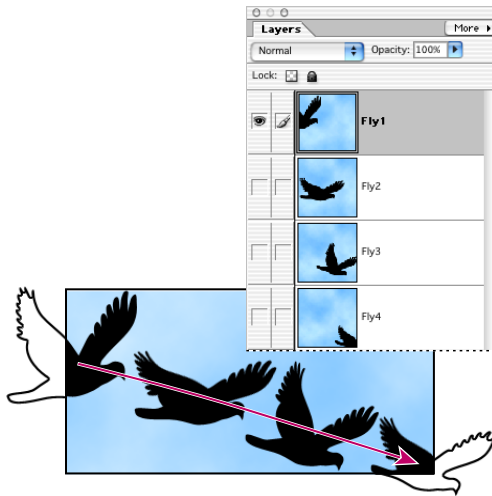 Layers
More
Normal
Opacity: 100%
Lock:
Fly1
Fly2
Fly3
Fly4